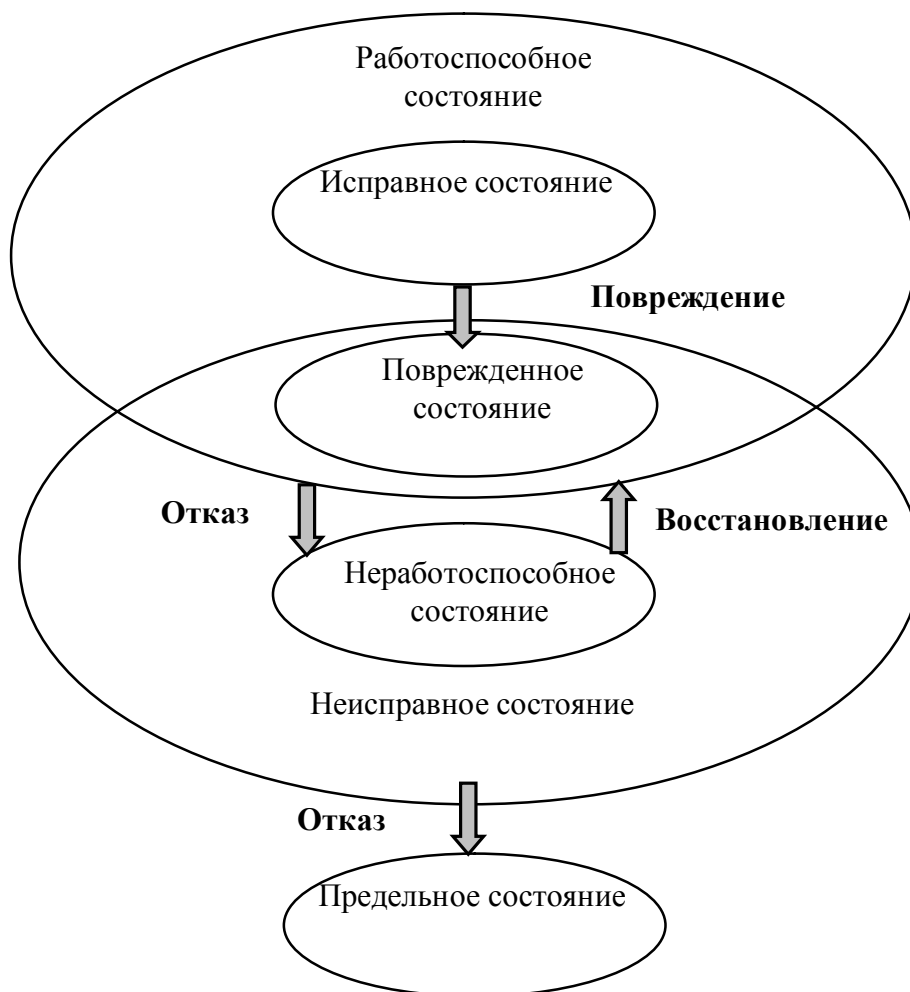 Работоспособное
состояние
Исправное состояние
Повреждение
Поврежденное
состояние
Отказ
Восстановление
Неработоспособное
состояние
Неисправное состояние
Отказ
Предельное состояние